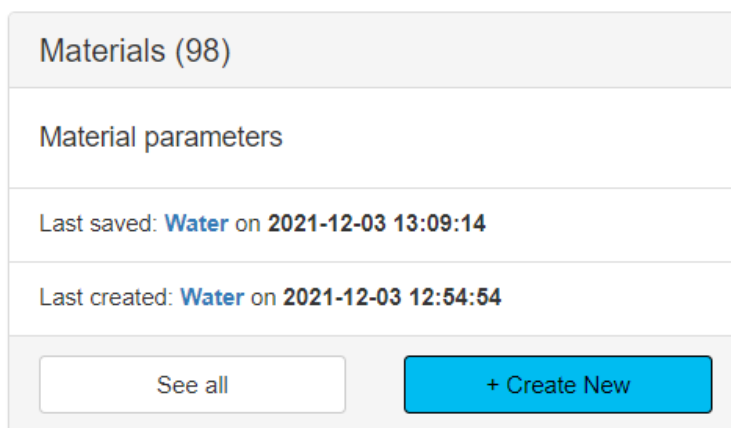 Materials (98)
Material parameters
Last saved: Water on 2021-12-03 13:09:14
Last created: Water on 2021-12-03 12:54:54
See all
+ Create New